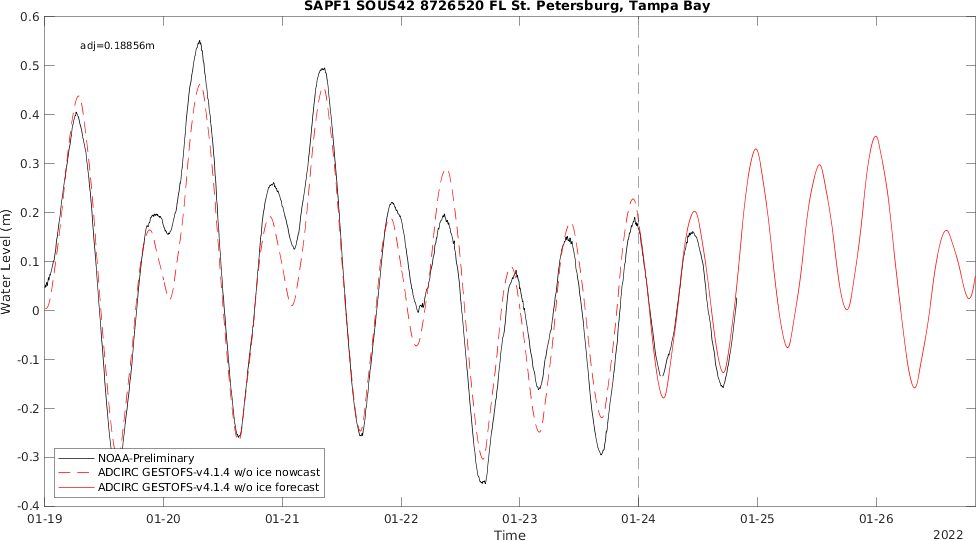 SAPF1 SOUS42 8726520 FL St. Petersburg, Tampa Bay
adj=0.18856m
0.6
0.5
0.4
0.3
0.2
0.1
0
-0.1
-0.2
-0.3
-0.4
Water Level (m)
NOAA-Preliminary
ADCIRC GESTOFS-v4.1.4 w/o ice nowcast
ADCIRC GESTOFS-v4.1.4 w/o ice forecast
01-19 01-20 01-21 01-22 01-23 01-24 01-25 01-26
Time
2022